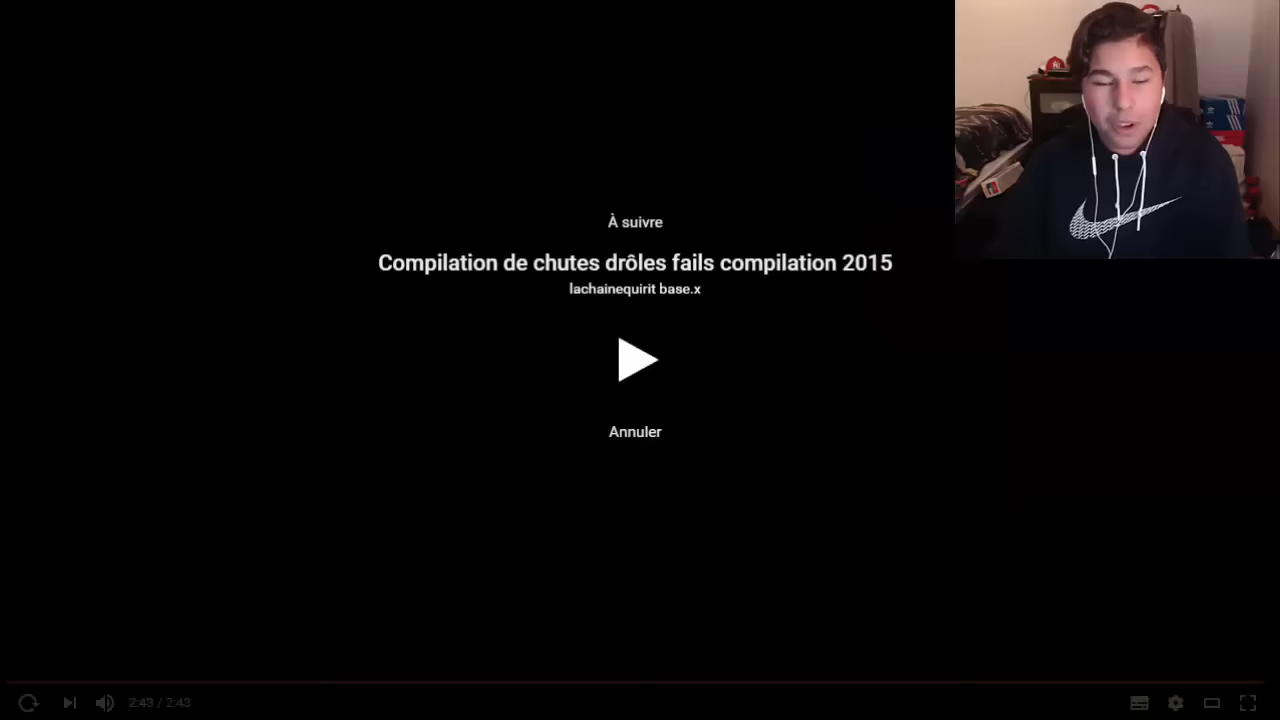 À suivre
Compilation de chutes drôles fails compilation 2015
lachainequirit base.x
Annuler
2:43 / 2:43